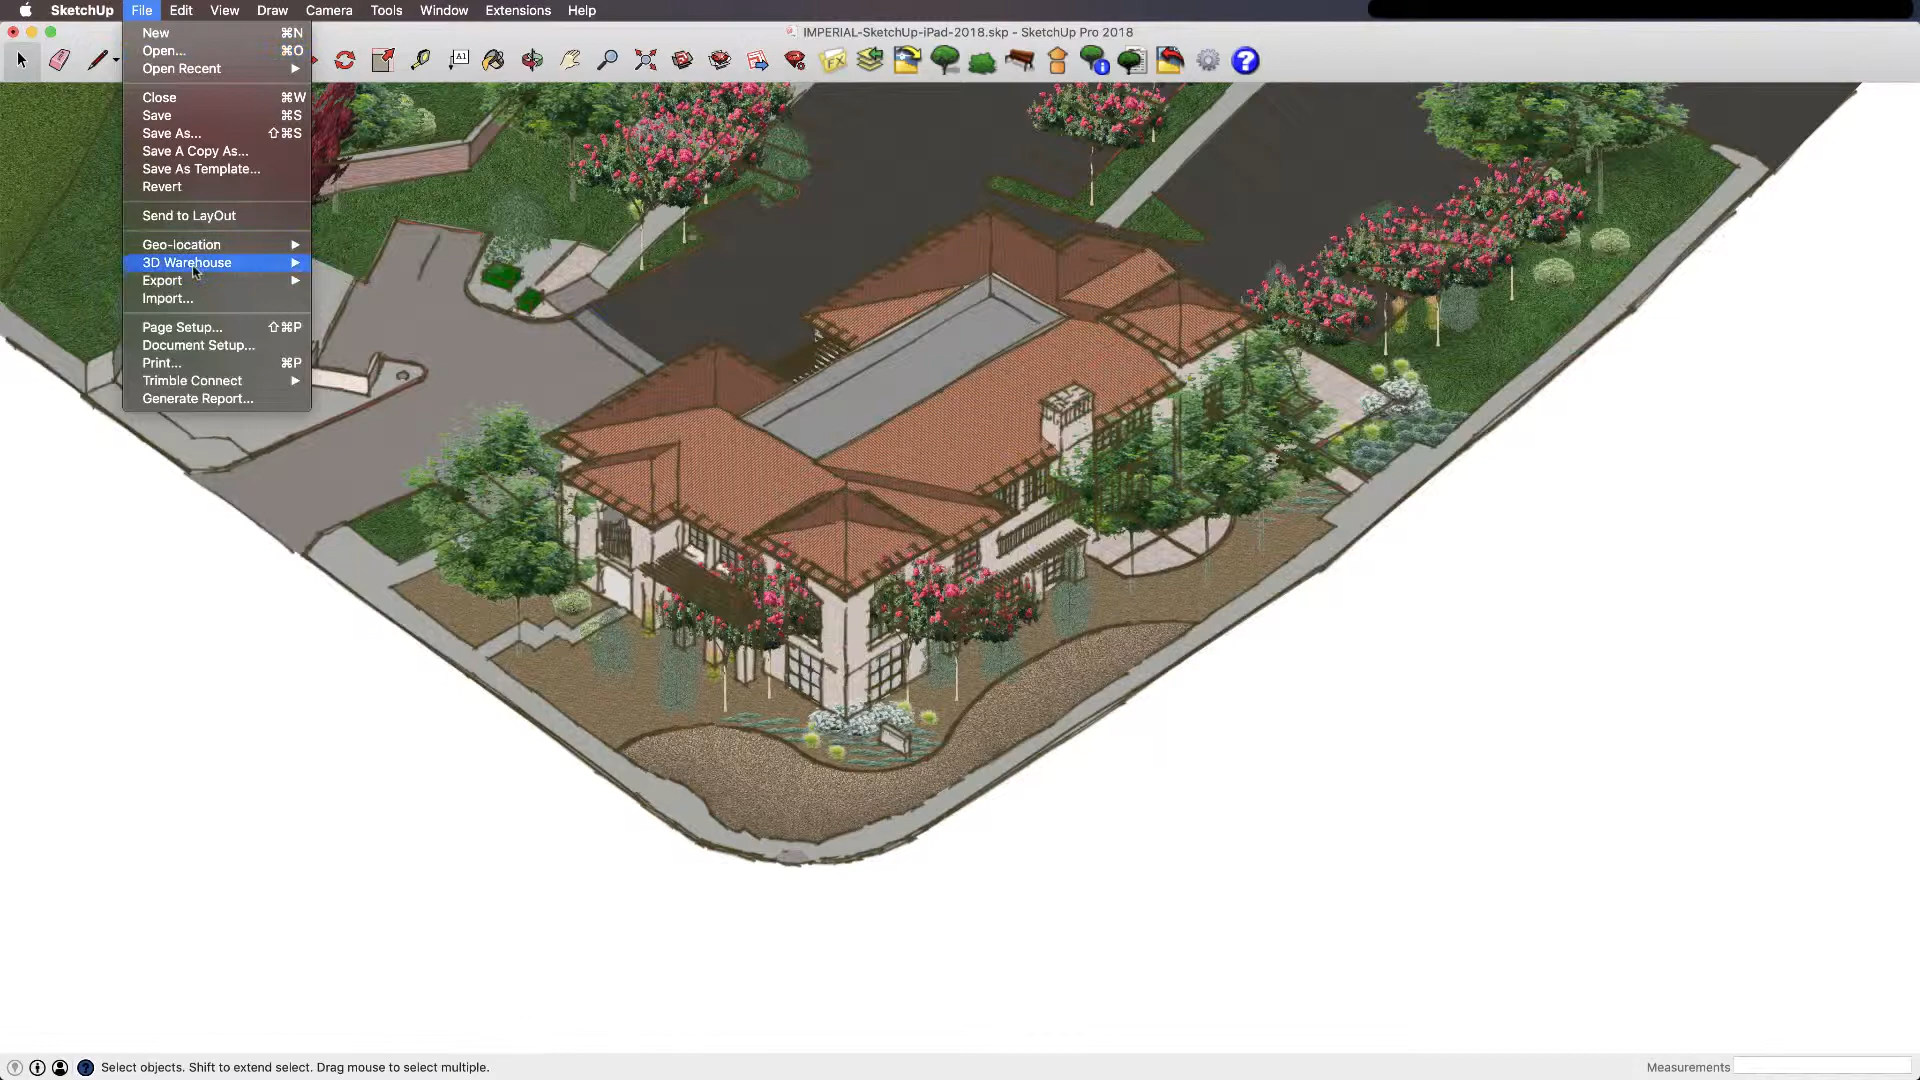 SketchUp File Edit View Draw Camera Tools Window Extensions Help
IMPERIAL-SketchUp-iPad-2018.skp - SketchUp Pro 2018
New ⌘N
Open... ⌘O
Open Recent
Close ⌘W
Save ⌘S
Save As... ⇧⌘S
Save A Copy As...
Save As Template...
Revert
Send to LayOut
Geo-location
3D Warehouse
Export
Import...
Page Setup... ⇧⌘P
Document Setup...
Print... ⌘P
Trimble Connect
Generate Report...
A1
FX
Select objects. Shift to extend select. Drag mouse to select multiple.
Measurements